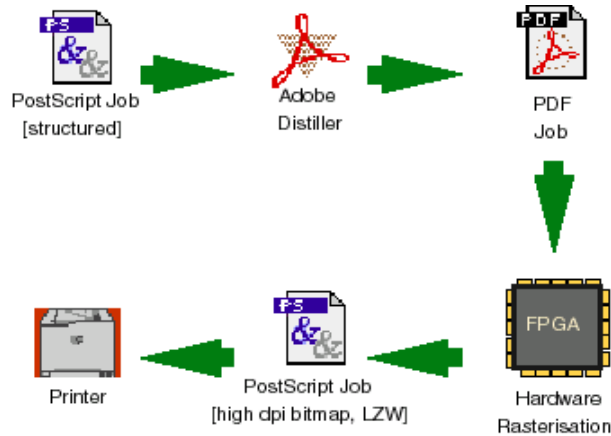 PS
PostScript Job
[structured]
Adobe
Distiller
PDF
PDF
Job
FPGA
Hardware
Rasterisation
PS
PostScript Job
[high dpi bitmap, LZW]
Printer